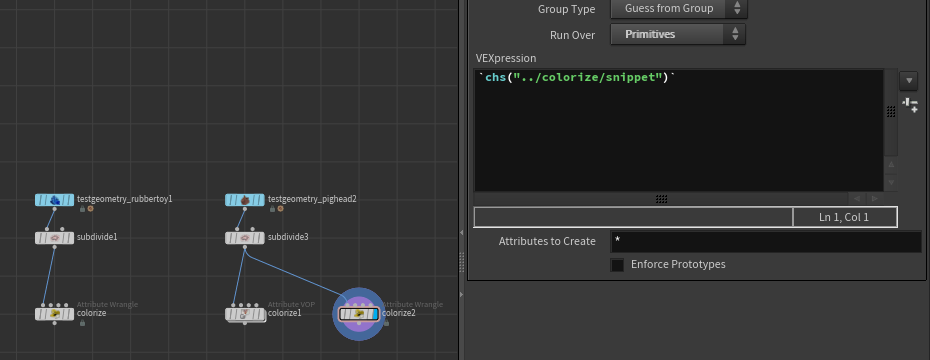 Group Type Guess from Group
Run Over Primitives
VEXpression
`chs("../colorize/snippet")`
testgeometry_rubbertoy1
testgeometry_pighead2
subdivide1
subdivide3
Ln 1, Col 1
Attributes to Create *
Enforce Prototypes
Attribute Wrangle
colorize
Attribute VOP
colorize1
Attribute Wrangle
colorize2